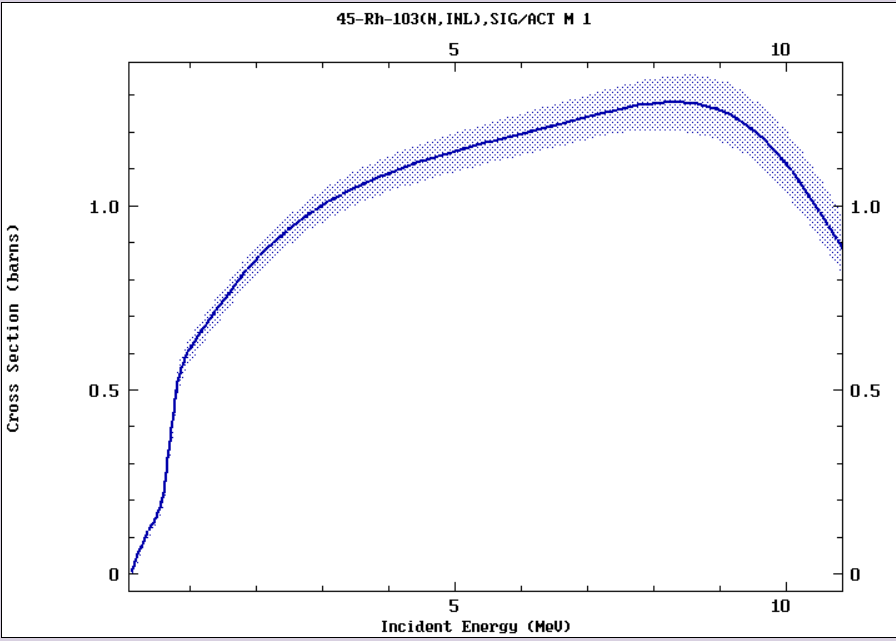 45-Rh-103(N,INL),SIG/ACT M 1
5 10
1.0 1.0
0.5 0.5
0 0
5 10
Cross Section (barns)
Incident Energy (MeV)